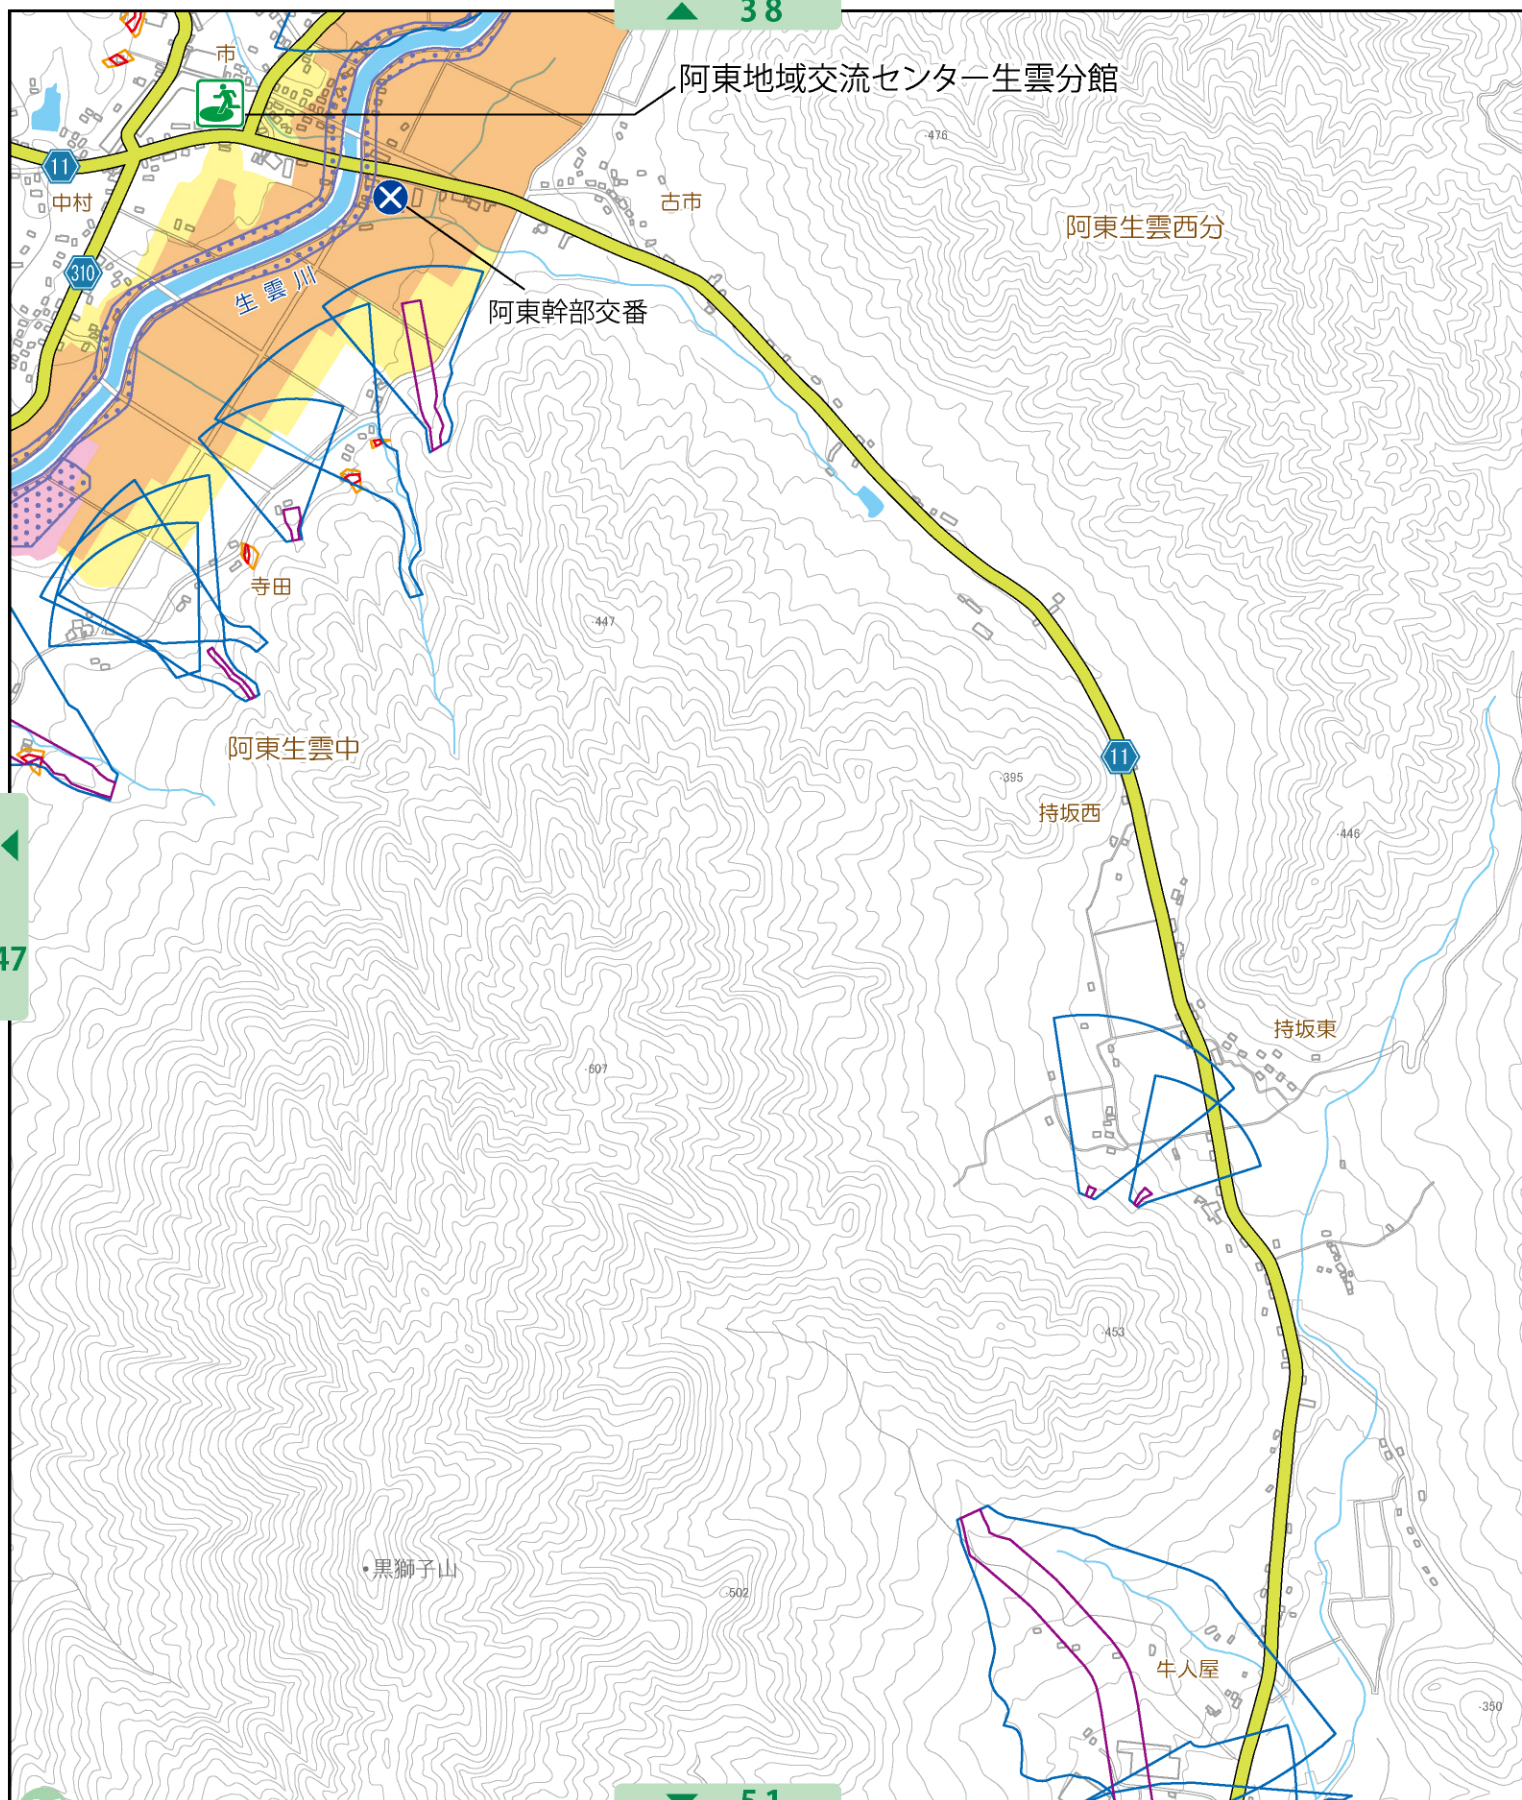 38
市
阿東地域交流センター生雲分館
476
11
中村
古市
阿東生雲西分
310
生雲川
阿東幹部交番
寺田
447
阿東生雲中
11
395
持坂西
446
47
持坂東
607
453
黒獅子山
502
牛人屋
350
51